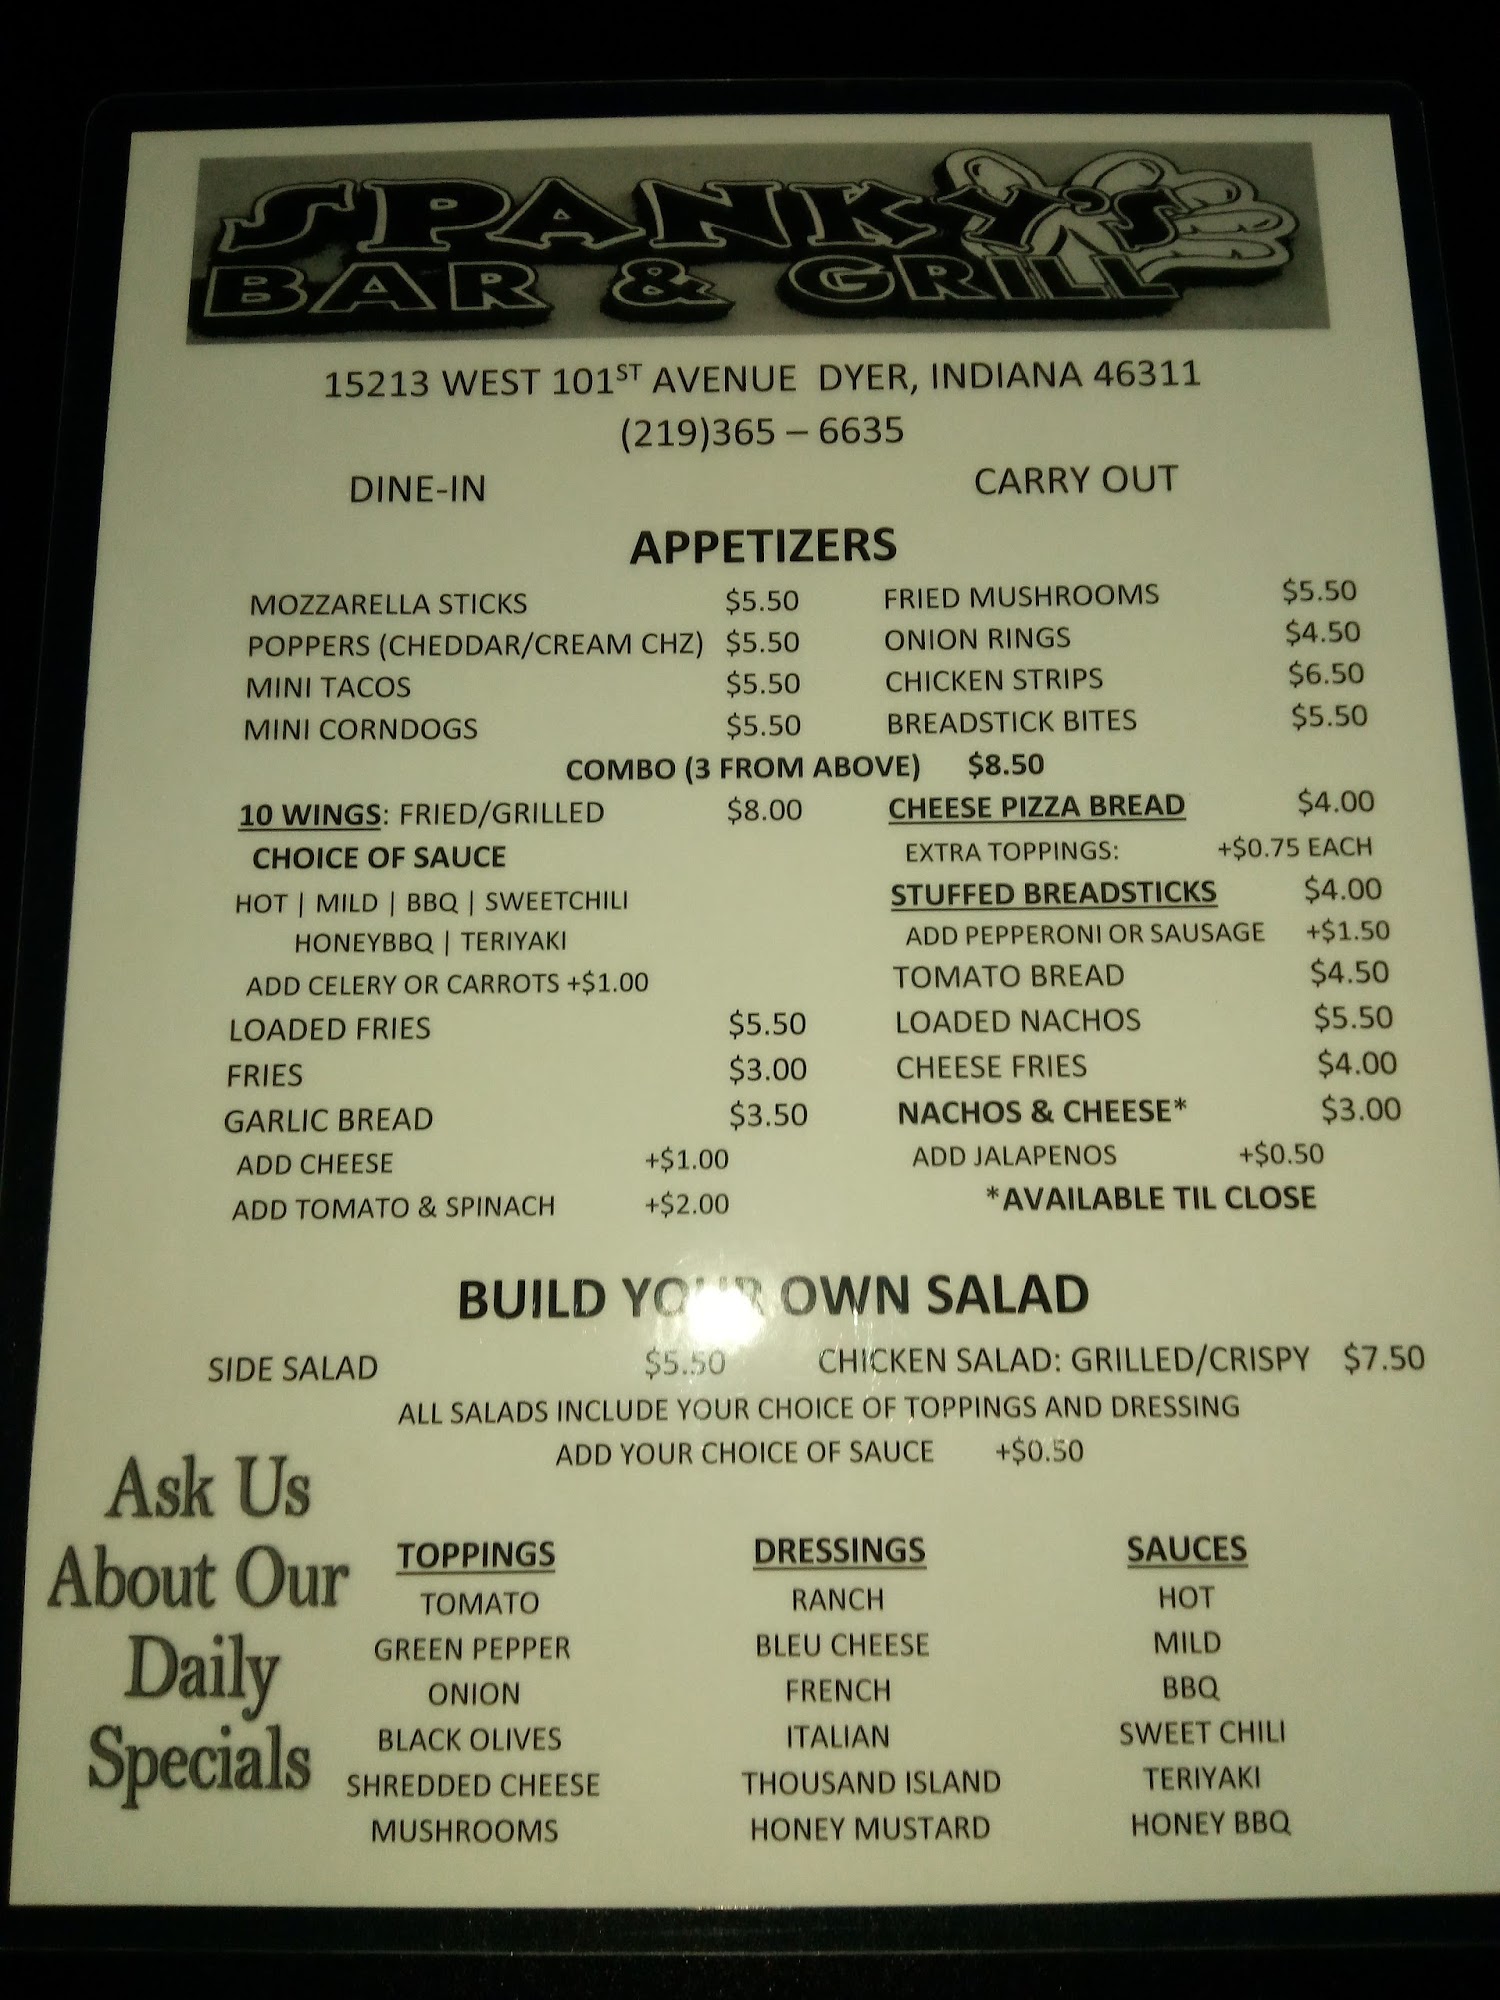 SPANKY'S
BAR & GRILL
15213 WEST 101ST AVENUE DYER, INDIANA 46311
(219)365 – 6635
DINE-IN CARRY OUT
APPETIZERS
MOZZARELLA STICKS $5.50 FRIED MUSHROOMS $5.50
POPPERS (CHEDDAR/CREAM CHZ) $5.50 ONION RINGS $4.50
MINI TACOS $5.50 CHICKEN STRIPS $6.50
MINI CORNDOGS $5.50 BREADSTICK BITES $5.50
COMBO (3 FROM ABOVE) $8.50
10 WINGS: FRIED/GRILLED $8.00 CHEESE PIZZA BREAD $4.00
CHOICE OF SAUCE EXTRA TOPPINGS: +$0.75 EACH
HOT | MILD | BBQ | SWEETCHILI STUFFED BREADSTICKS $4.00
HONEYBBQ | TERIYAKI ADD PEPPERONI OR SAUSAGE +$1.50
ADD CELERY OR CARROTS +$1.00 TOMATO BREAD $4.50
LOADED FRIES $5.50 LOADED NACHOS $5.50
FRIES $3.00 CHEESE FRIES $4.00
GARLIC BREAD $3.50 NACHOS & CHEESE* $3.00
ADD CHEESE +$1.00 ADD JALAPENOS +$0.50
ADD TOMATO & SPINACH +$2.00 *AVAILABLE TIL CLOSE
BUILD YOUR OWN SALAD
SIDE SALAD $5.50 CHICKEN SALAD: GRILLED/CRISPY $7.50
ALL SALADS INCLUDE YOUR CHOICE OF TOPPINGS AND DRESSING
ADD YOUR CHOICE OF SAUCE +$0.50
Ask Us
About Our
Daily
Specials
TOPPINGS DRESSINGS SAUCES
TOMATO RANCH HOT
GREEN PEPPER BLEU CHEESE MILD
ONION FRENCH BBQ
BLACK OLIVES ITALIAN SWEET CHILI
SHREDDED CHEESE THOUSAND ISLAND TERIYAKI
MUSHROOMS HONEY MUSTARD HONEY BBQ